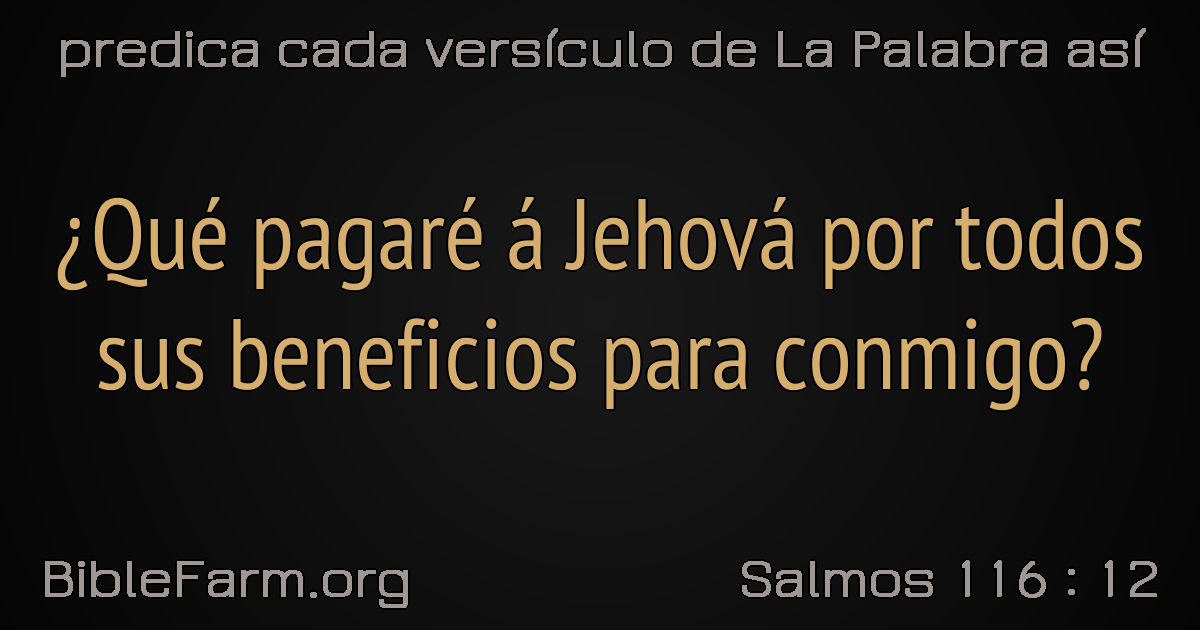 predica cada versículo de La Palabra así
¿Qué pagaré á Jehová por todos
sus beneficios para conmigo?
BibleFarm.org
Salmos 116 : 12